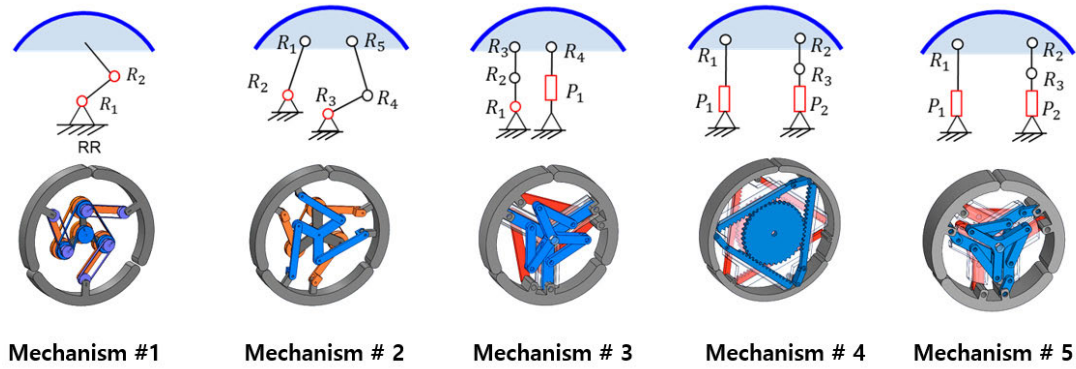 R1
R2
RR
R1
R2
R3
R4
R5
R3
R2
R1
R4
P1
R1
P1
R2
R3
P2
R1
P1
R2
R3
P2
Mechanism #1
Mechanism # 2
Mechanism # 3
Mechanism # 4
Mechanism # 5